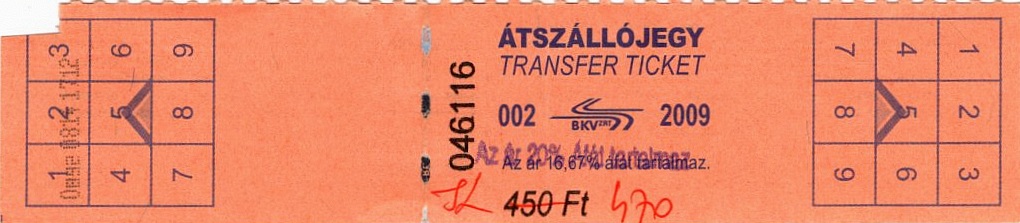 3 6 9
2 5 8
1 4 7
046116
ÁTSZÁLLÓJEGY
TRANSFER TICKET
002 BKV ZRT 2009
Az ár 20% áfát tartalmaz.
Az ár 16,67% áfát tartalmaz.
450 Ft 470
7 4 1
8 5 2
9 6 3